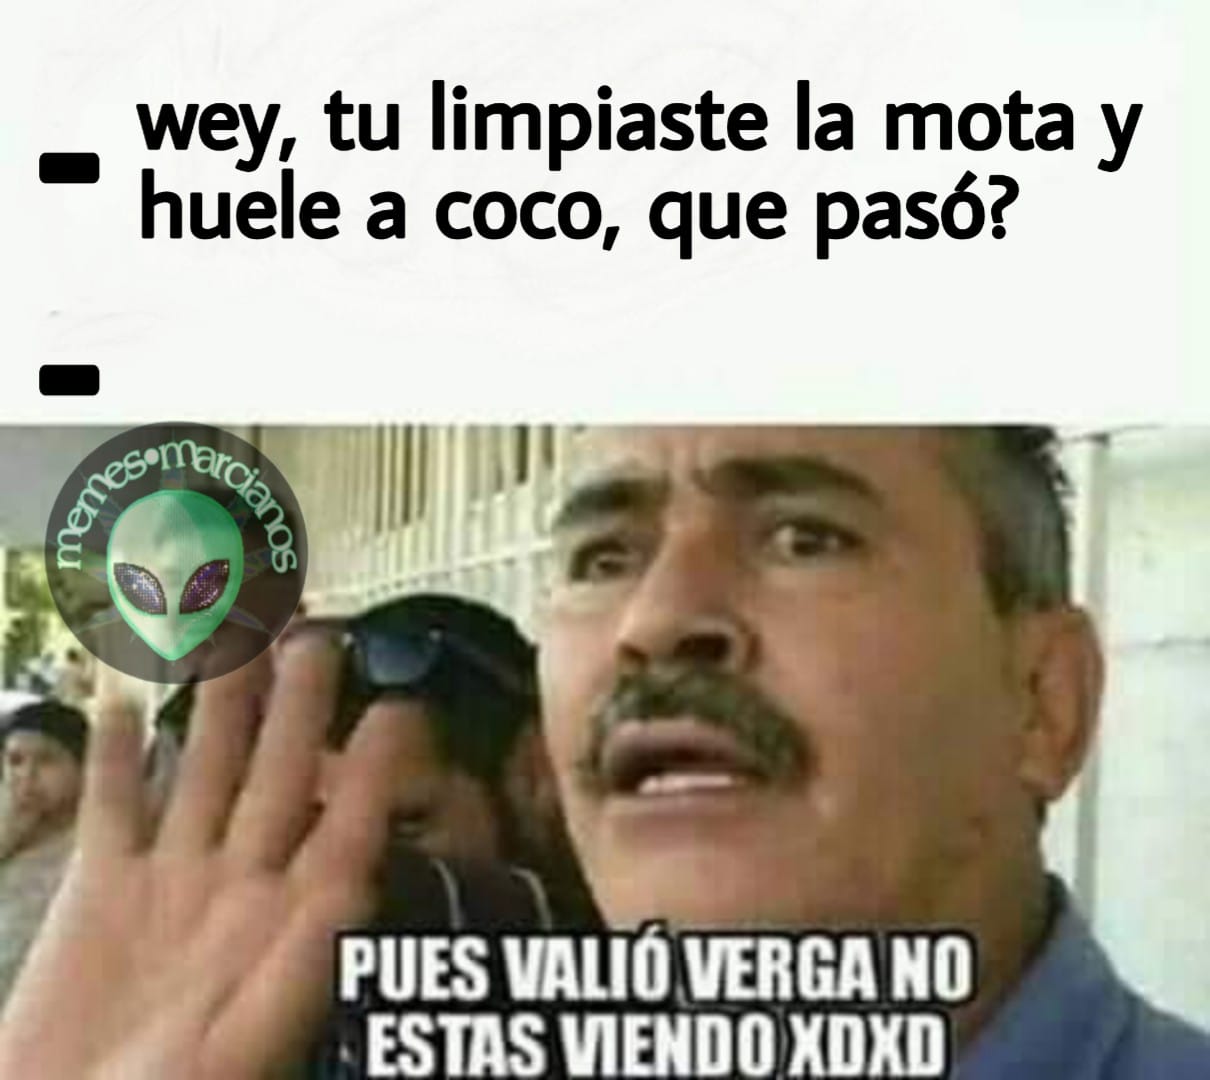 - wey, tu limpiaste la mota y
huele a coco, que pasó?
-
memes•marcianos
PUES VALIÓ VERGA NO
ESTAS VIENDO XDXD